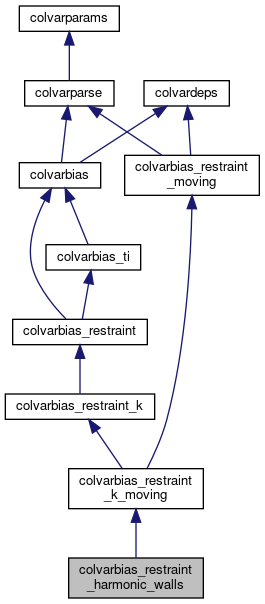 colvarparams
colvarparse
colvardeps
colvarbias_restraint
_moving
colvarbias
colvarbias_ti
colvarbias_restraint
colvarbias_restraint_k
colvarbias_restraint
_k_moving
colvarbias_restraint
_harmonic_walls